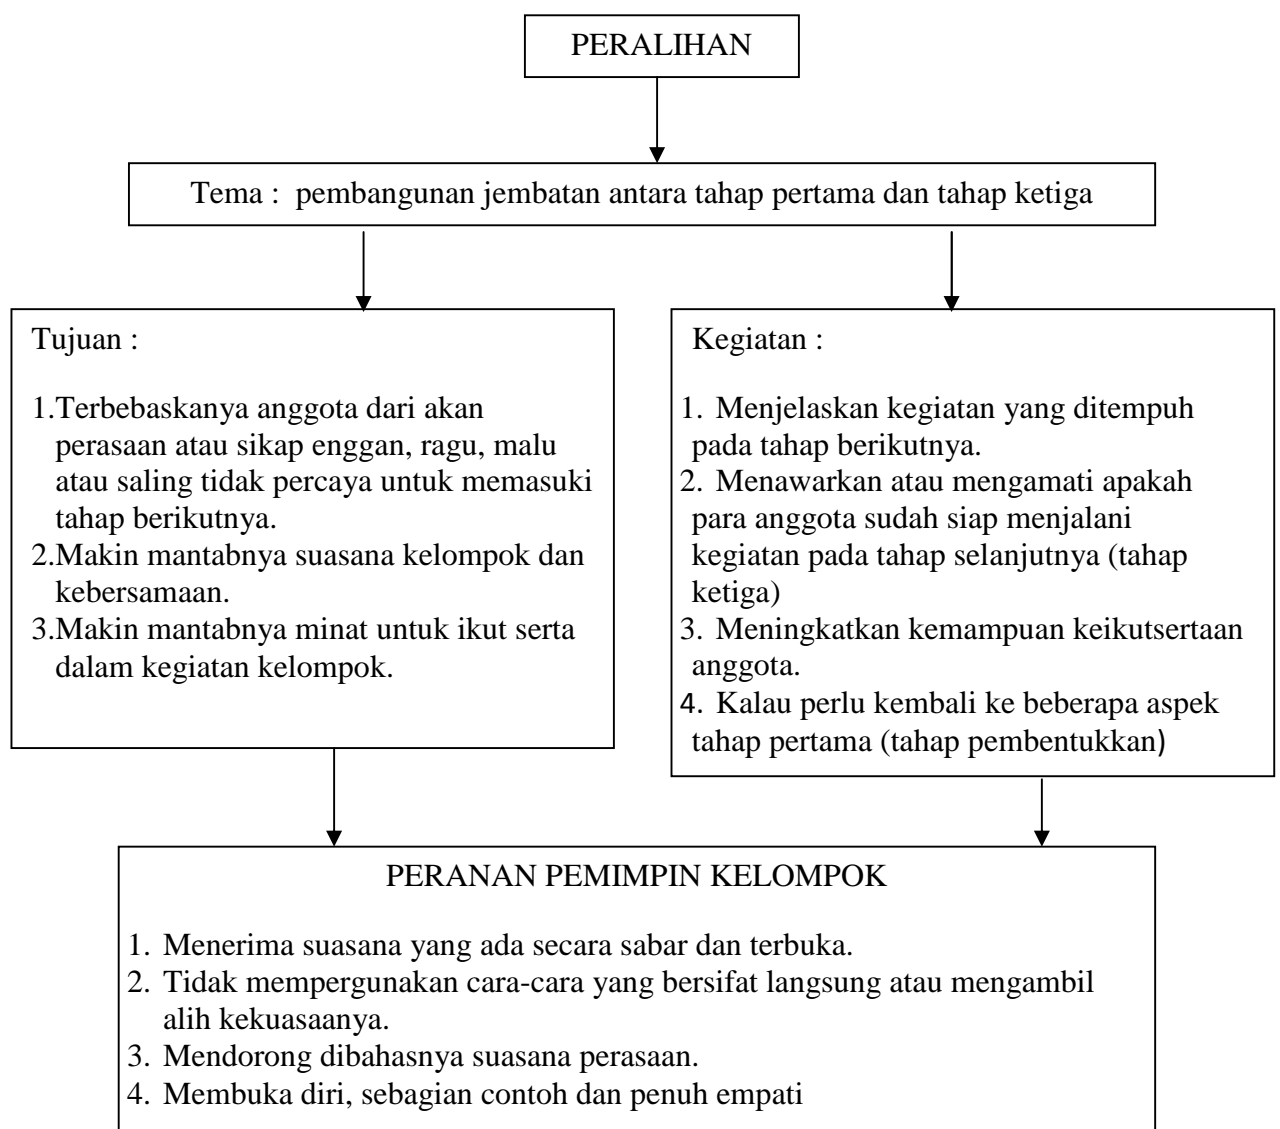 PERALIHAN
Tema :  pembangunan jembatan antara tahap pertama dan tahap ketiga
Tujuan :
1.Terbebaskanya anggota dari akan
perasaan atau sikap enggan, ragu, malu
atau saling tidak percaya untuk memasuki
tahap berikutnya.
2.Makin mantabnya suasana kelompok dan
kebersamaan.
3.Makin mantabnya minat untuk ikut serta
dalam kegiatan kelompok.
Kegiatan :
1. Menjelaskan kegiatan yang ditempuh
pada tahap berikutnya.
2. Menawarkan atau mengamati apakah
para anggota sudah siap menjalani
kegiatan pada tahap selanjutnya (tahap
ketiga)
3. Meningkatkan kemampuan keikutsertaan
anggota.
4. Kalau perlu kembali ke beberapa aspek
tahap pertama (tahap pembentukkan)
PERANAN PEMIMPIN KELOMPOK
1. Menerima suasana yang ada secara sabar dan terbuka.
2. Tidak mempergunakan cara-cara yang bersifat langsung atau mengambil
alih kekuasaanya.
3. Mendorong dibahasnya suasana perasaan.
4. Membuka diri, sebagian contoh dan penuh empati